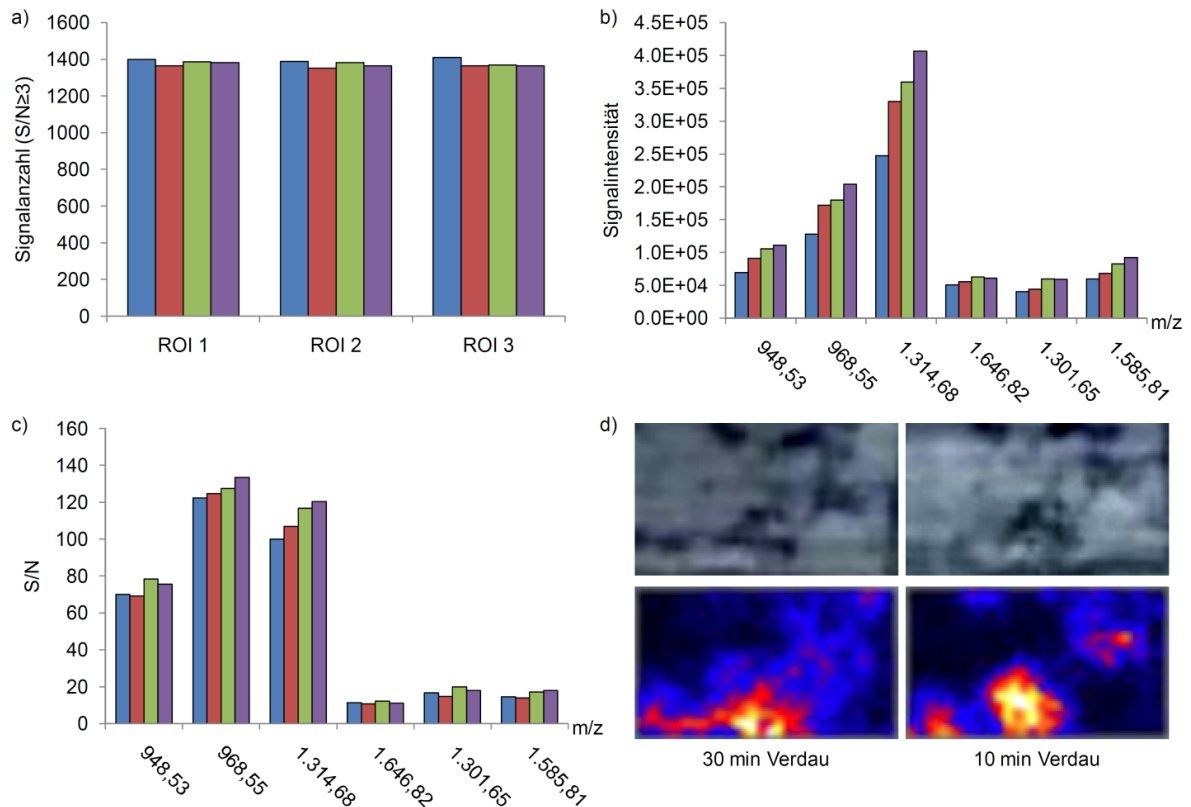 a)
Signalanzahl (S/N≥3)
1600
1400
1200
1000
800
600
400
200
0
ROI 1 ROI 2 ROI 3
b)
Signalintensität
4.5E+05
4.0E+05
3.5E+05
3.0E+05
2.5E+05
2.0E+05
1.5E+05
1.0E+05
5.0E+04
0.0E+00
m/z
948,53 968,55 1.314,68 1.646,82 1.301,65 1.585,81
c)
S/N
160
140
120
100
80
60
40
20
0
m/z
948,53 968,55 1.314,68 1.646,82 1.301,65 1.585,81
d)
30 min Verdau 10 min Verdau